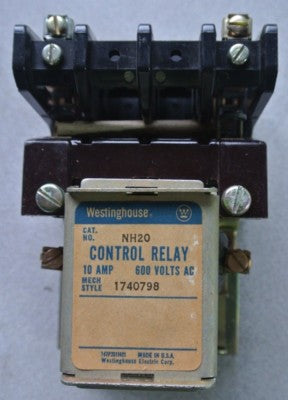 Westinghouse
CAT. NO. NH20
CONTROL RELAY
10 AMP 600 VOLTS AC
MECH STYLE 1740798
MADE IN U.S.A.
Westinghouse Electric Corp.